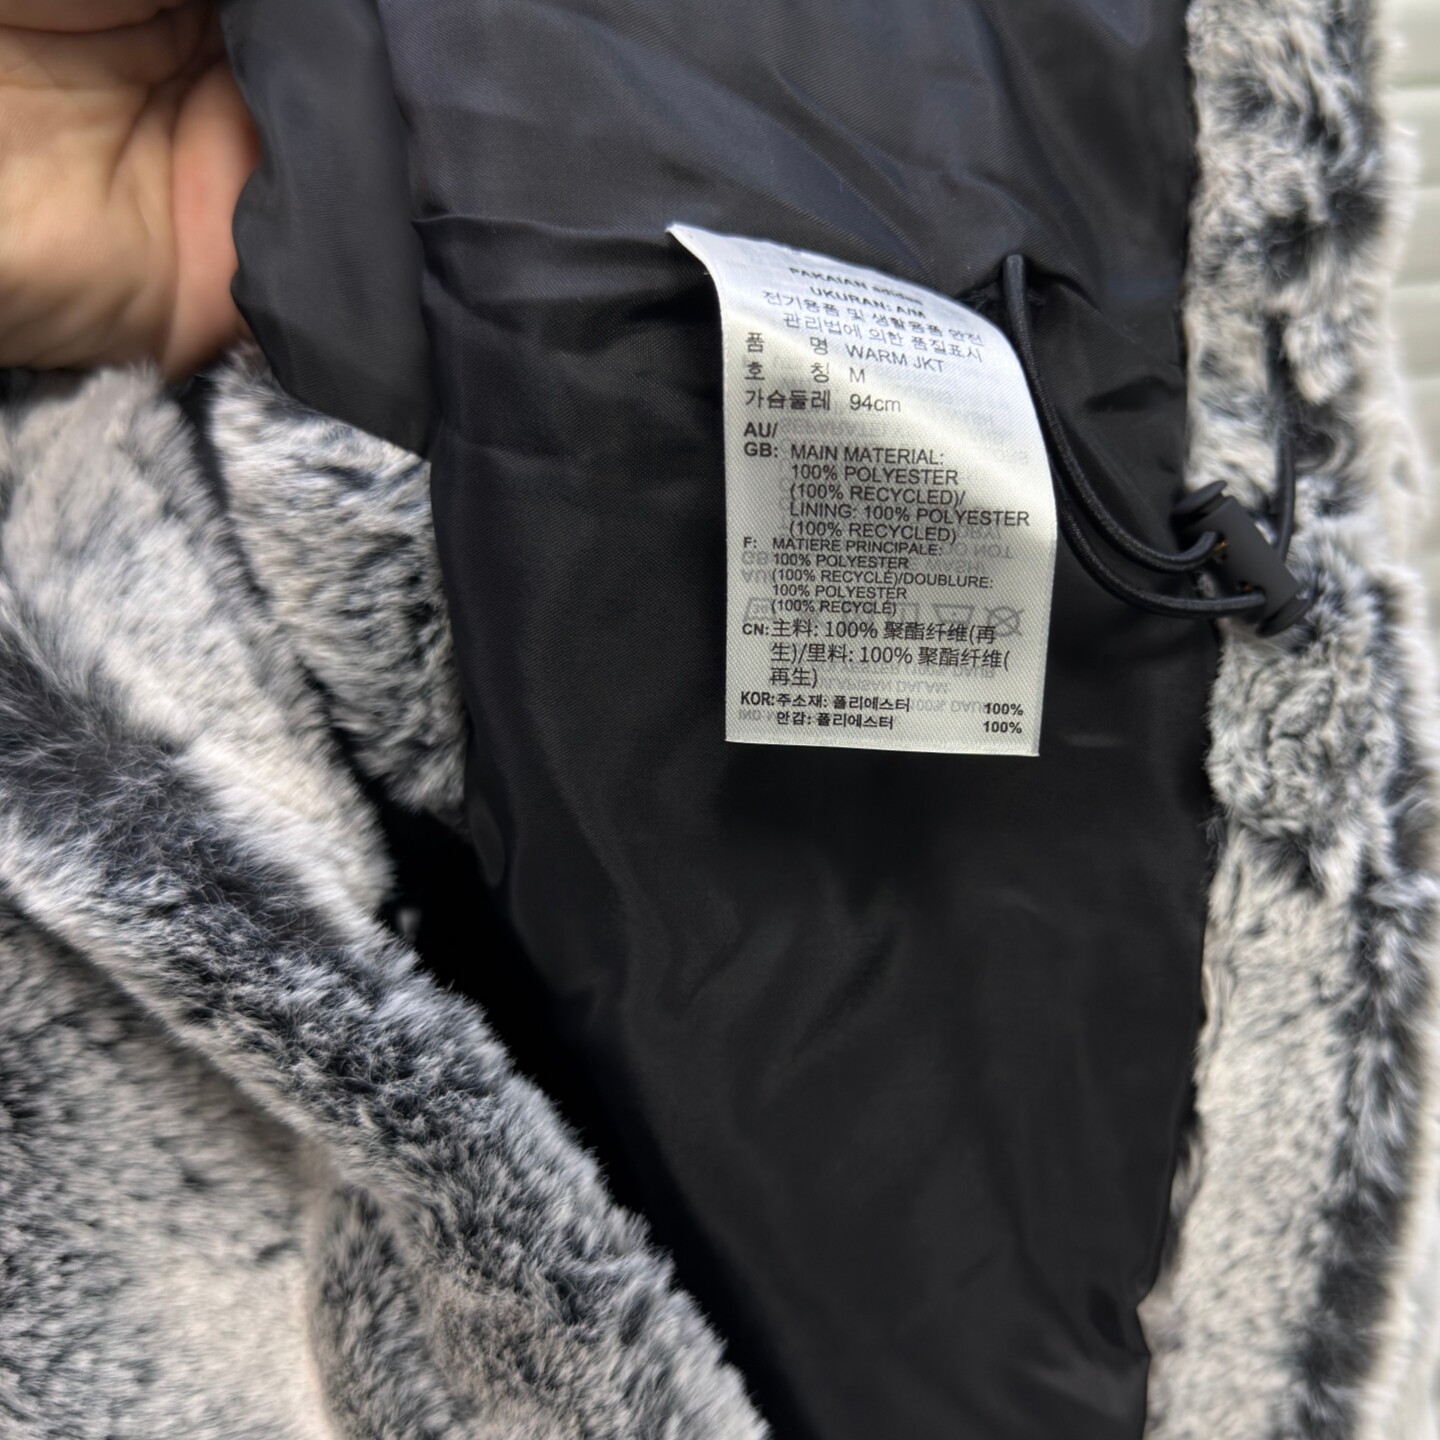 PAKAIAN adidas
UKURAN: A/M
전기용품 및 생활용품 안전
관리법에 의한 품질표시
품 명 WARM JKT
호 칭 M
가슴둘레 94cm
AU/
GB: MAIN MATERIAL:
100% POLYESTER
(100% RECYCLED)/
LINING: 100% POLYESTER
(100% RECYCLED)
F: MATIERE PRINCIPALE:
100% POLYESTER
(100% RECYCLÉ)/DOUBLURE:
100% POLYESTER
(100% RECYCLÉ)
CN: 主料: 100% 聚酯纤维(再
生)/里料: 100% 聚酯纤维(
再生)
KOR: 주소재: 폴리에스터 100%
안감: 폴리에스터 100%